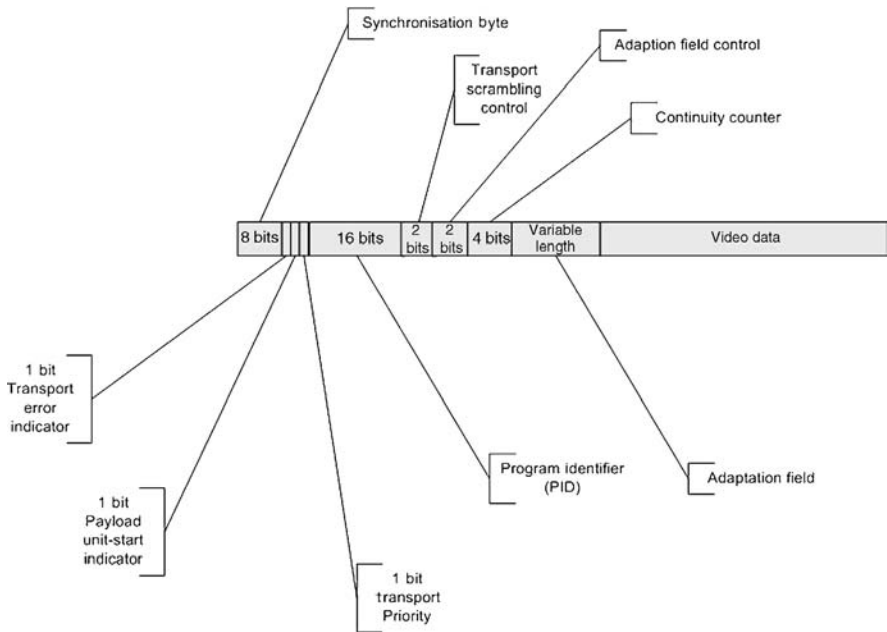 Synchronisation byte
Adaption field control
Transport
scrambling
control
Continuity counter
8 bits
16 bits
2
bits
2
bits
4 bits
Variable
length
Video data
1 bit
Transport
error
indicator
Program identifier
(PID)
Adaptation field
1 bit
Payload
unit-start
indicator
1 bit
transport
Priority